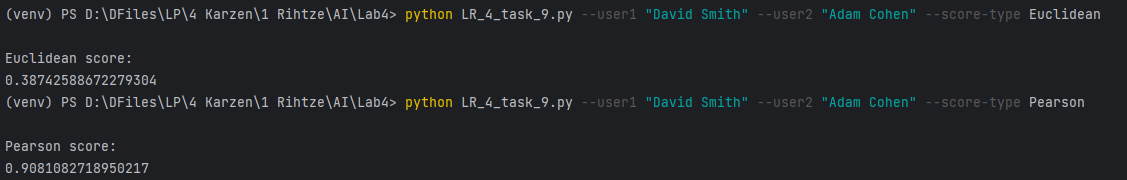 (venv) PS D:\DFiles\LP\4 Karzen\1 Rihtze\AI\Lab4> python LR_4_task_9.py --user1 "David Smith" --user2 "Adam Cohen" --score-type Euclidean
Euclidean score:
0.38742588672279304
(venv) PS D:\DFiles\LP\4 Karzen\1 Rihtze\AI\Lab4> python LR_4_task_9.py --user1 "David Smith" --user2 "Adam Cohen" --score-type Pearson
Pearson score:
0.9081082718950217